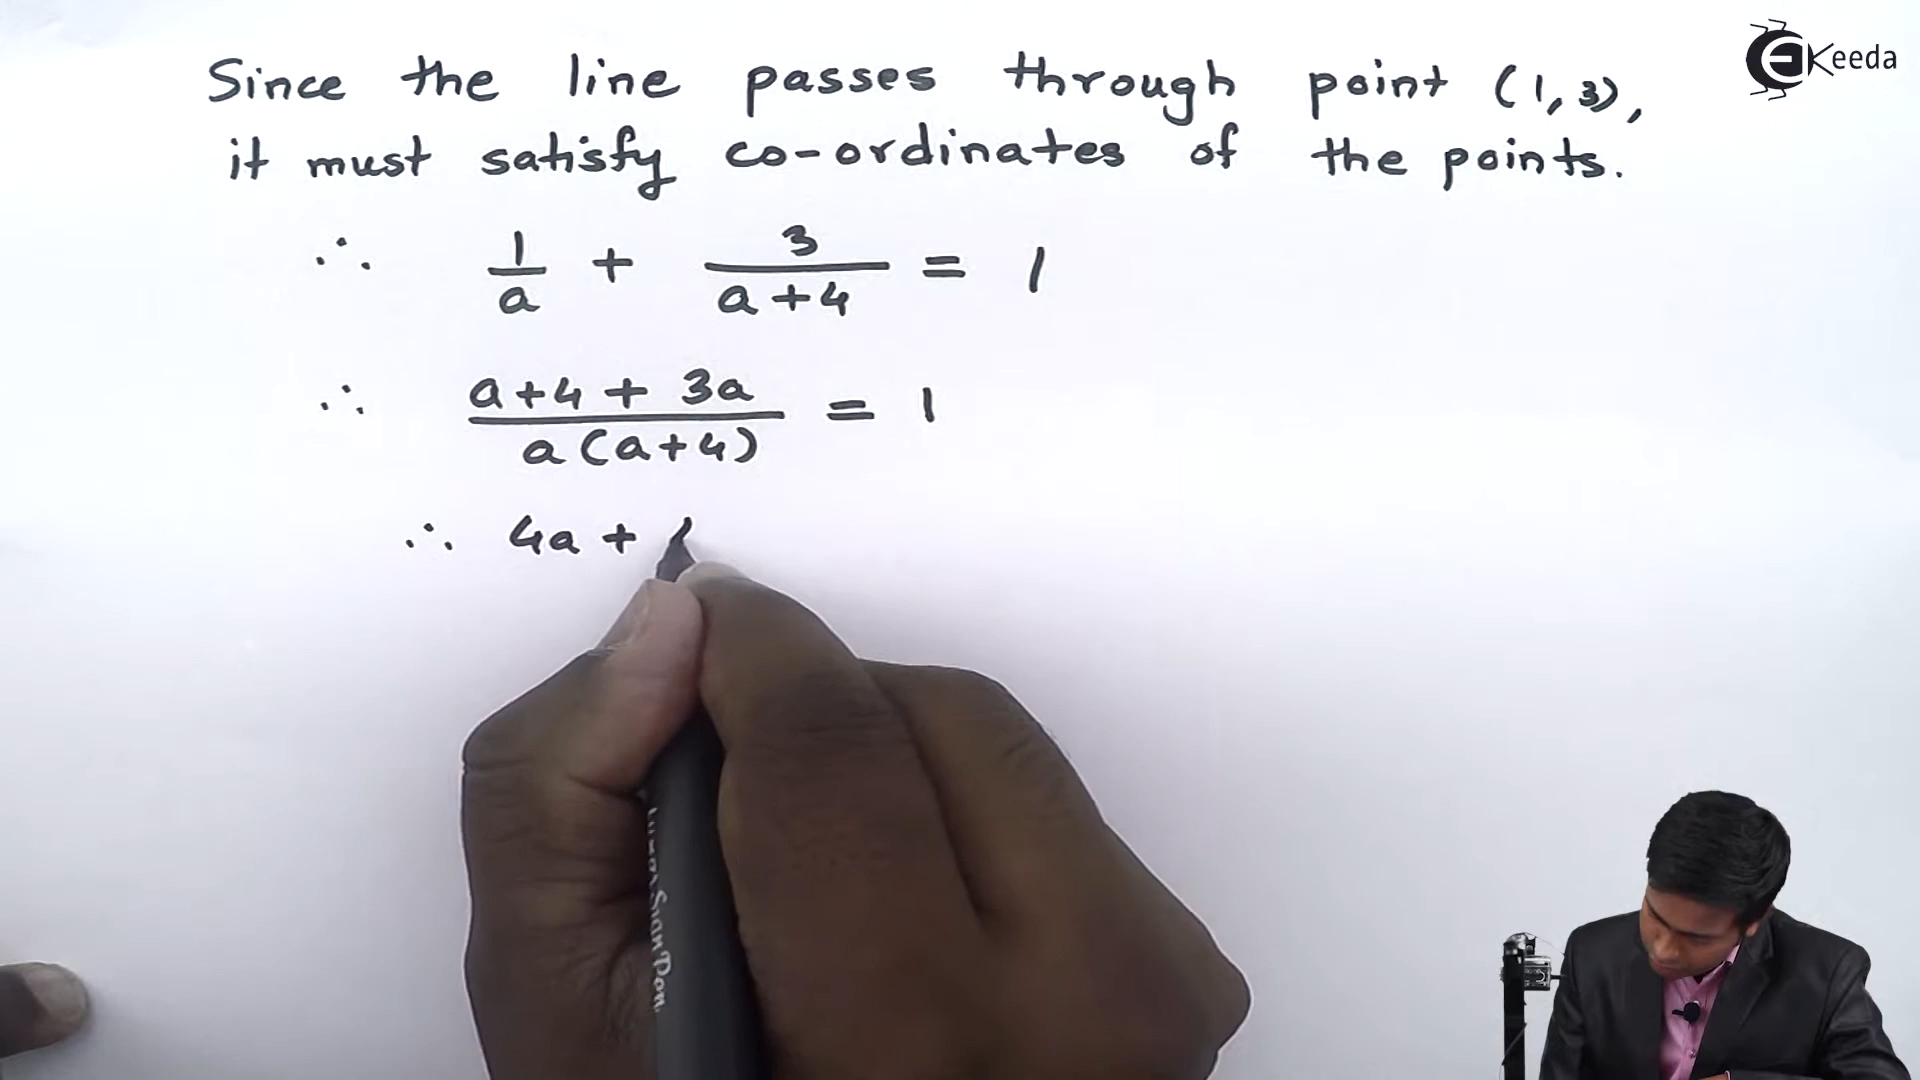 Since the line passes through point (1,3),
it must satisfy co-ordinates of the points.
∴ 1/a + 3/(a+4) = 1
∴ (a+4+3a)/(a(a+4)) = 1
∴ 4a +
EKeeda